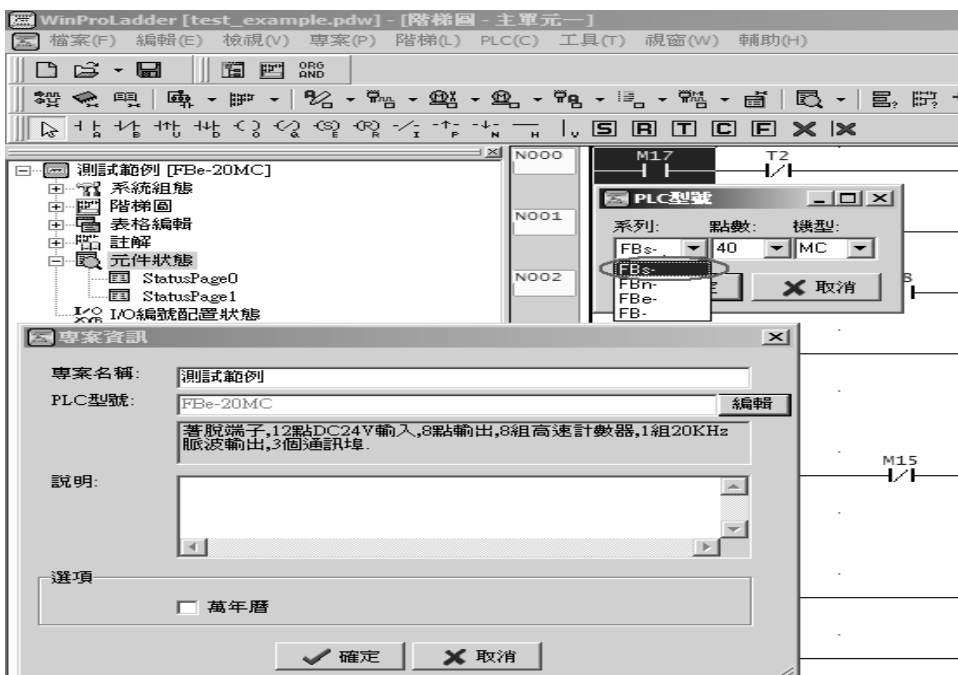 WinProLadder [test_example.pdw] - [階梯圖 - 主單元一]
檔案(F) 編輯(E) 檢視(V) 專案(P) 階梯(L) PLC(C) 工具(T) 視窗(W) 輔助(H)
ORG
AND
A B U D O Q E R I P N H V S R T C F
測試範例 [FBe-20MC]
系統組態
階梯圖
表格編輯
註解
元件狀態
StatusPage0
StatusPage1
I/O編號配置狀態
N000
M17
T2
N001
N002
PLC型號
系列: 點數: 機型:
FBs- 40 MC
FBs-
FBn-
FBe-
FB-
取消
專案資訊
專案名稱: 測試範例
PLC型號: FBe-20MC 編輯
蓍脫端子,12點DC24V輸入,8點輸出,8組高速計數器,1組20KHz
脈波輸出,3個通訊埠.
說明:
選項
萬年曆
確定 取消
M15